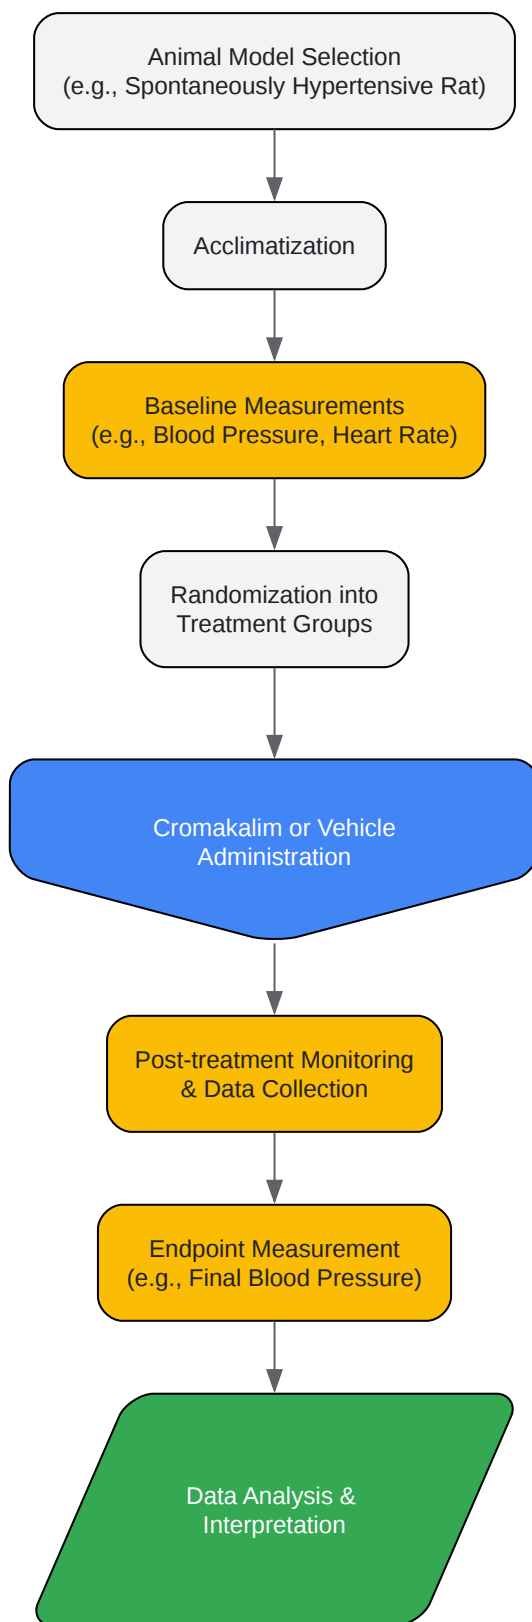 Animal Model Selection
(e.g., Spontaneously Hypertensive Rat)
Acclimatization
Baseline Measurements
(e.g., Blood Pressure, Heart Rate)
Randomization into
Treatment Groups
Cromakalim or Vehicle
Administration
Post-treatment Monitoring
& Data Collection
Endpoint Measurement
(e.g., Final Blood Pressure)
Data Analysis &
Interpretation